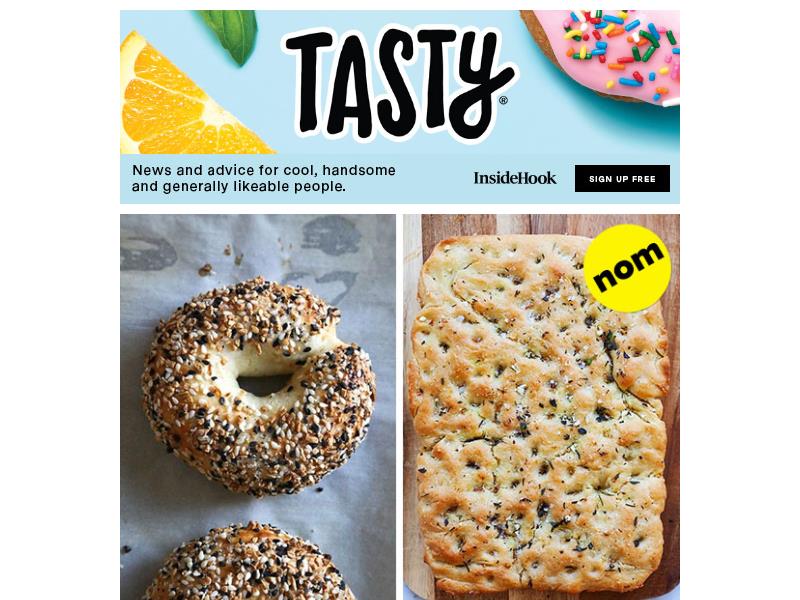 TASTY®
News and advice for cool, handsome
and generally likeable people.
InsideHook
SIGN UP FREE
nom